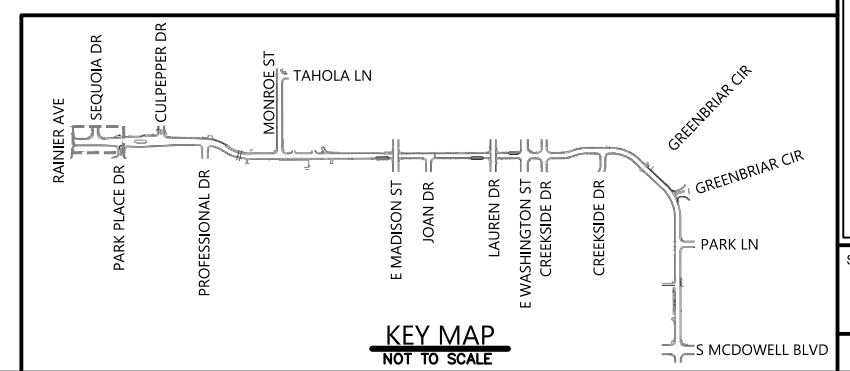 RAINIER AVE
SEQUOIA DR
CULPEPPER DR
MONROE ST
TAHOLA LN
GREENBRIAR CIR
GREENBRIAR CIR
PARK PLACE DR
PROFESSIONAL DR
E MADISON ST
JOAN DR
LAUREN DR
E WASHINGTON ST
CREEKSIDE DR
CREEKSIDE DR
PARK LN
S MCDOWELL BLVD
KEY MAP
NOT TO SCALE